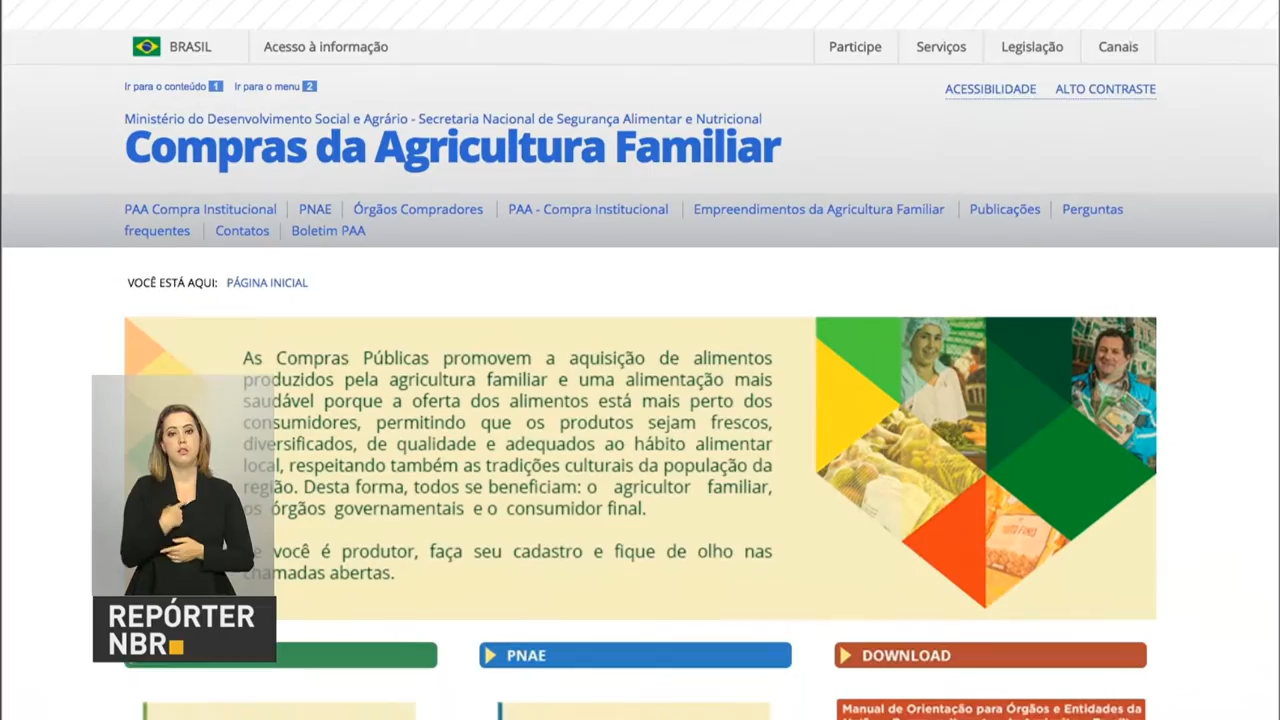 BRASIL
Acesso à informação
Participe
Serviços
Legislação
Canais
Ir para o conteúdo 1 Ir para o menu 2
ACESSIBILIDADE
ALTO CONTRASTE
Ministério do Desenvolvimento Social e Agrário - Secretaria Nacional de Segurança Alimentar e Nutricional
Compras da Agricultura Familiar
PAA Compra Institucional PNAE Órgãos Compradores PAA - Compra Institucional Empreendimentos da Agricultura Familiar Publicações Perguntas
frequentes Contatos Boletim PAA
VOCÊ ESTÁ AQUI: PÁGINA INICIAL
As Compras Públicas promovem a aquisição de alimentos
produzidos pela agricultura familiar e uma alimentação mais
saudável porque a oferta dos alimentos está mais perto dos
consumidores, permitindo que os produtos sejam frescos,
diversificados, de qualidade e adequados ao hábito alimentar
local, respeitando também as tradições culturais da população da
região. Desta forma, todos se beneficiam: o agricultor familiar,
os órgãos governamentais e o consumidor final.
Se você é produtor, faça seu cadastro e fique de olho nas
chamadas abertas.
REPÓRTER
NBR
PNAE
DOWNLOAD
Manual de Orientação para Órgãos e Entidades da